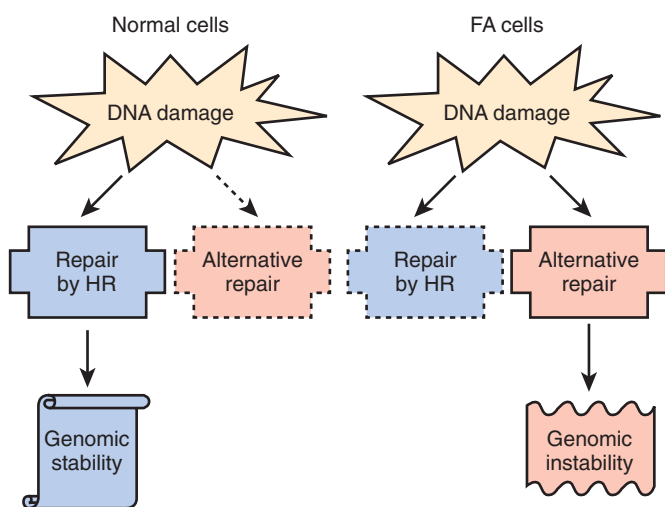 Normal cells
FA cells
DNA damage
DNA damage
Repair
by HR
Alternative
repair
Repair
by HR
Alternative
repair
Genomic
stability
Genomic
instability